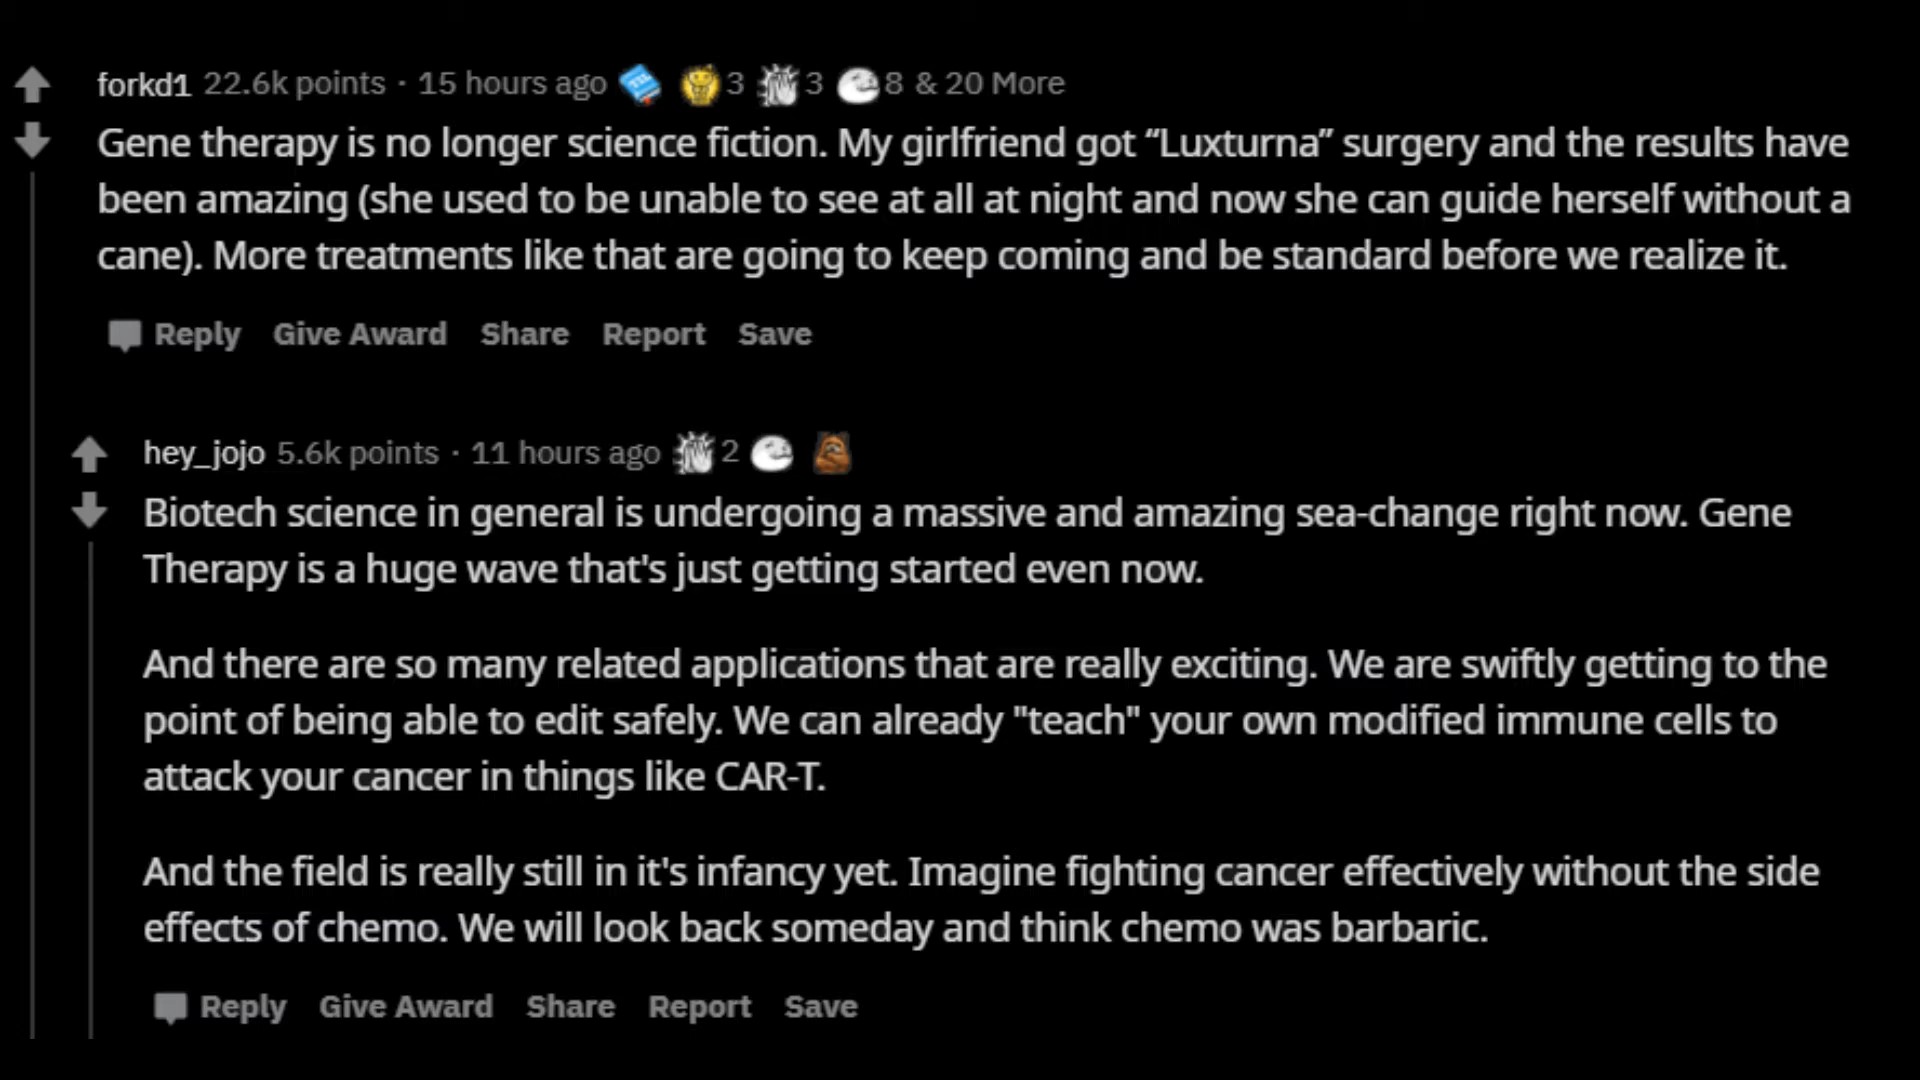 forkd1 22.6k points · 15 hours ago 3 3 8 & 20 More
Gene therapy is no longer science fiction. My girlfriend got “Luxturna” surgery and the results have
been amazing (she used to be unable to see at all at night and now she can guide herself without a
cane). More treatments like that are going to keep coming and be standard before we realize it.
Reply Give Award Share Report Save
hey_jojo 5.6k points · 11 hours ago 2
Biotech science in general is undergoing a massive and amazing sea-change right now. Gene
Therapy is a huge wave that's just getting started even now.
And there are so many related applications that are really exciting. We are swiftly getting to the
point of being able to edit safely. We can already "teach" your own modified immune cells to
attack your cancer in things like CAR-T.
And the field is really still in it's infancy yet. Imagine fighting cancer effectively without the side
effects of chemo. We will look back someday and think chemo was barbaric.
Reply Give Award Share Report Save